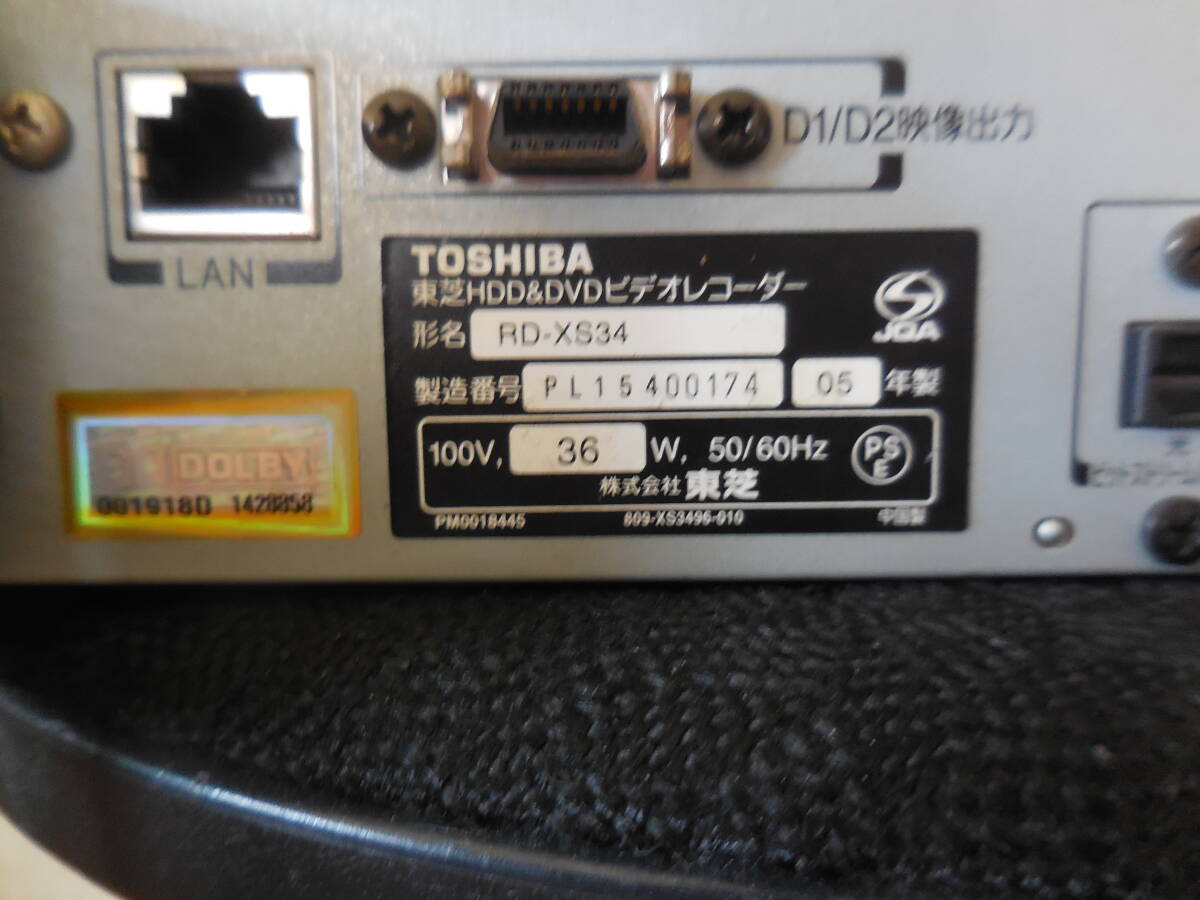 D1/D2映像出力
LAN
TOSHIBA
東芝HDD&DVDビデオレコーダー
形名 RD-XS34
JQA
製造番号 PL15400174 05 年製
100V, 36 W, 50/60Hz
PSE
株式会社 東芝
PM0018445 809-XS3496-010 中国製
DOLBY
001918D 1428858